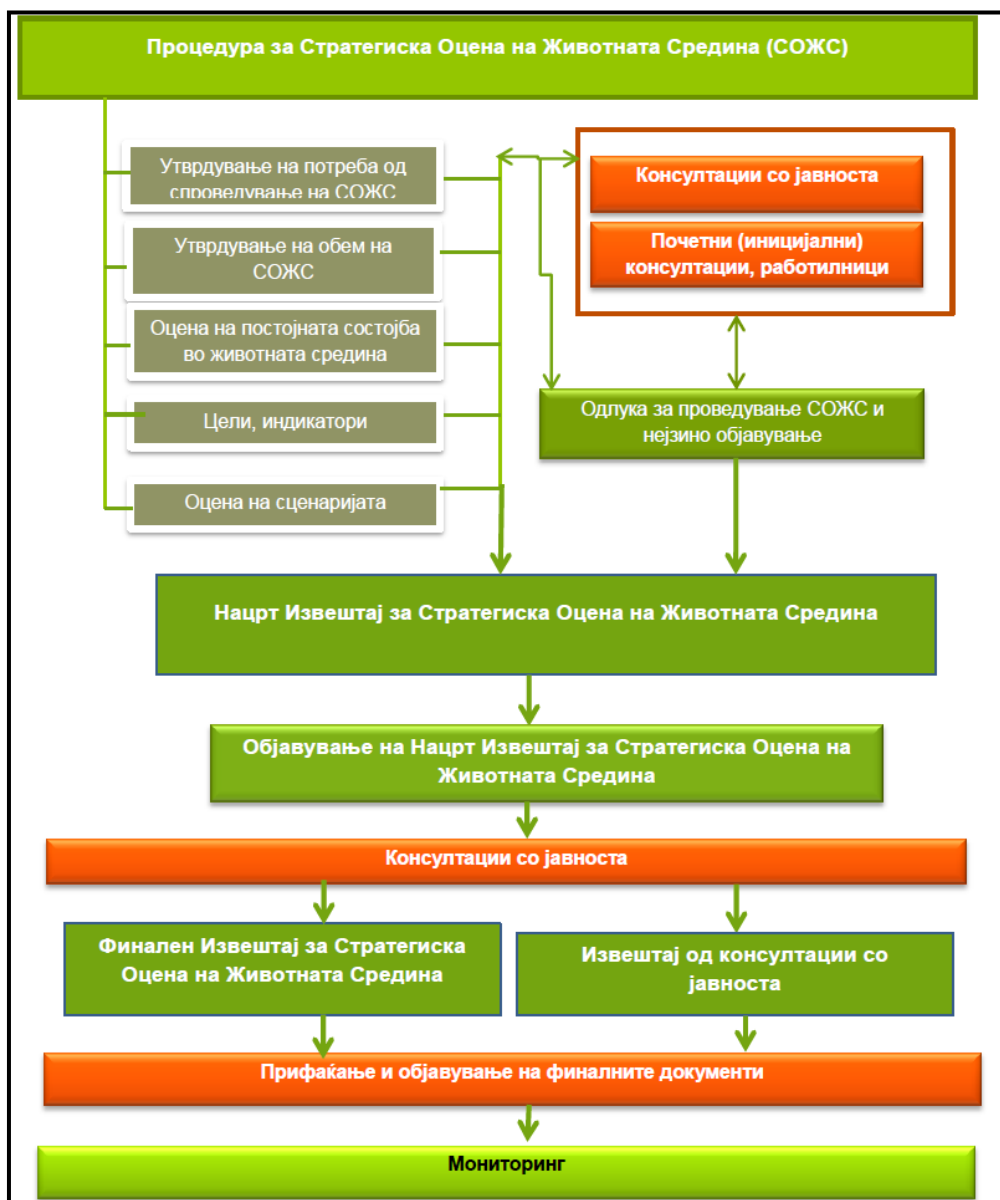 Процедура за Стратегиска Оцена на Животната Средина (СОЖС)
Утврдување на потреба од
спроведување на СОЖС
Утврдување на обем на
СОЖС
Оцена на постојната состојба
во животната средина
Цели, индикатори
Оцена на сценаријата
Консултации со јавноста
Почетни (иницијални)
консултации, работилници
Одлука за проведување СОЖС и
нејзино објавување
Нацрт Извештај за Стратегиска Оцена на Животната Средина
Објавување на Нацрт Извештај за Стратегиска Оцена на
Животната Средина
Консултации со јавноста
Финален Извештај за Стратегиска
Оцена на Животната Средина
Извештај од консултации со
јавноста
Прифаќање и објавување на финалните документи
Мониторинг